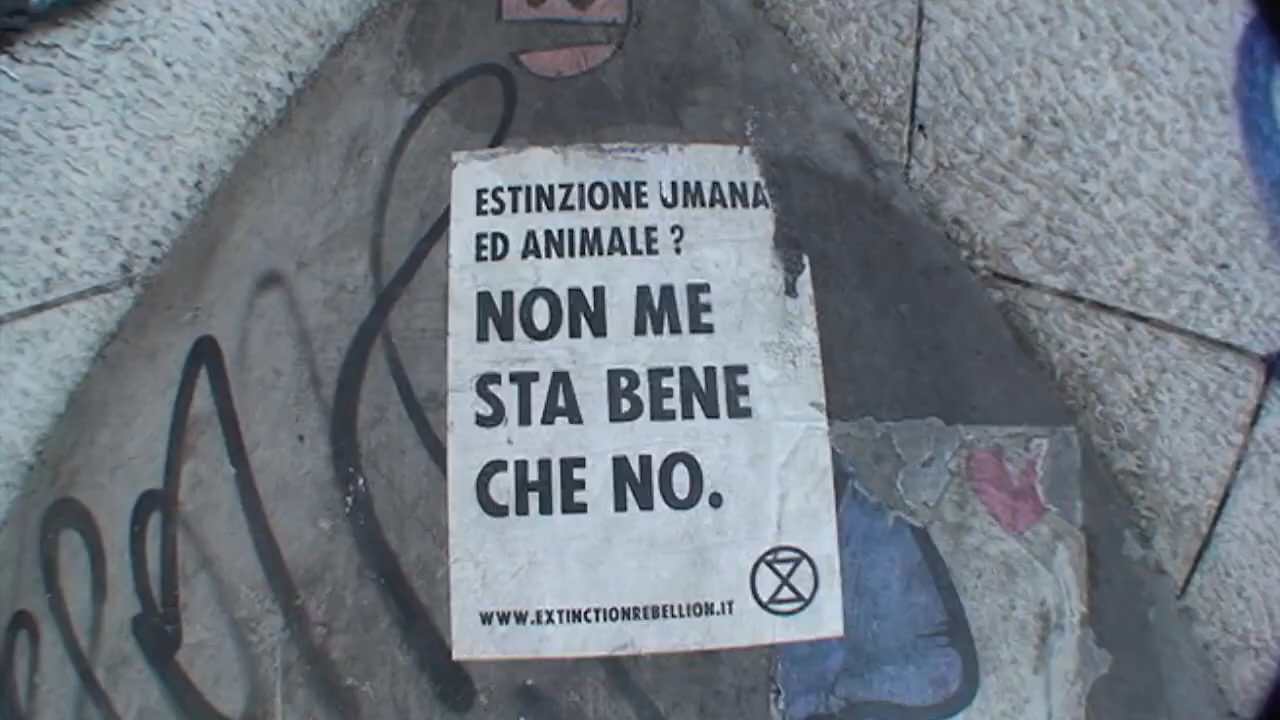 ESTINZIONE UMANA
ED ANIMALE ?
NON ME
STA BENE
CHE NO.
WWW.EXTINCTIONREBELLION.IT